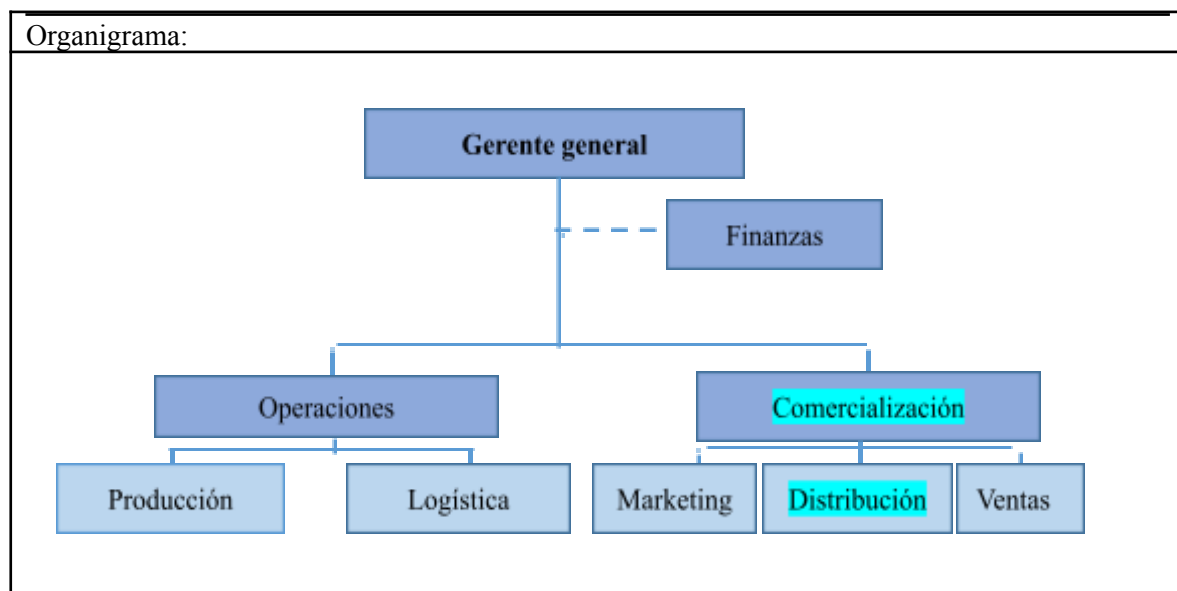 Organigrama:
Gerente general
Finanzas
Operaciones
Comercialización
Producción
Logística
Marketing
Distribución
Ventas